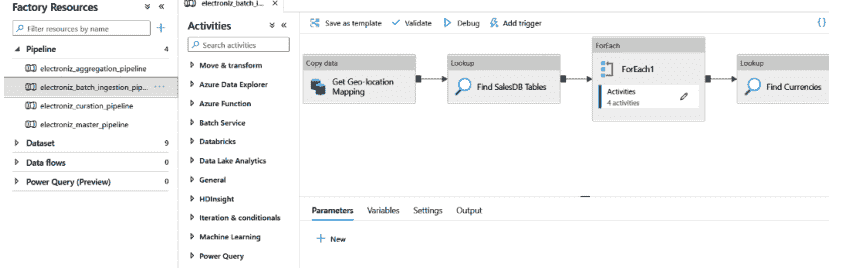 Factory Resources
Filter resources by name
Pipeline 4
electroniz_aggregation_pipeline
electroniz_batch_ingestion_pip...
electroniz_curation_pipeline
electroniz_master_pipeline
Dataset 9
Data flows 0
Power Query (Preview) 0
electroniz_batch_i...
Activities
Search activities
Move & transform
Azure Data Explorer
Azure Function
Batch Service
Databricks
Data Lake Analytics
General
HDInsight
Iteration & conditionals
Machine Learning
Power Query
Save as template
Validate
Debug
Add trigger
{}
Copy data
Get Geo-location
Mapping
Lookup
Find SalesDB Tables
ForEach
ForEach1
Activities
4 activities
Lookup
Find Currencies
Parameters Variables Settings Output
New